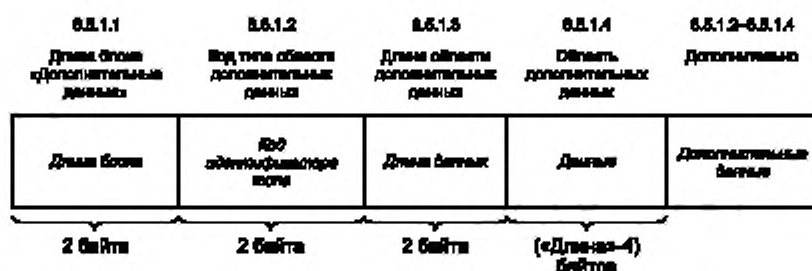 6.5.1.1
6.5.1.2
6.5.1.3
6.5.1.4
6.5.1.2–6.5.1.4
Длина блока
«Дополнительные
данные»
Код типа области
дополнительных
данных
Длина области
дополнительных
данных
Область
дополнительных
данных
Дополнительно
Длина блока
Код
идентификатора
типа
Длина данных
Данные
Дополнительные
данные
2 байта
2 байта
2 байта
(«Длина»-4)
байтов